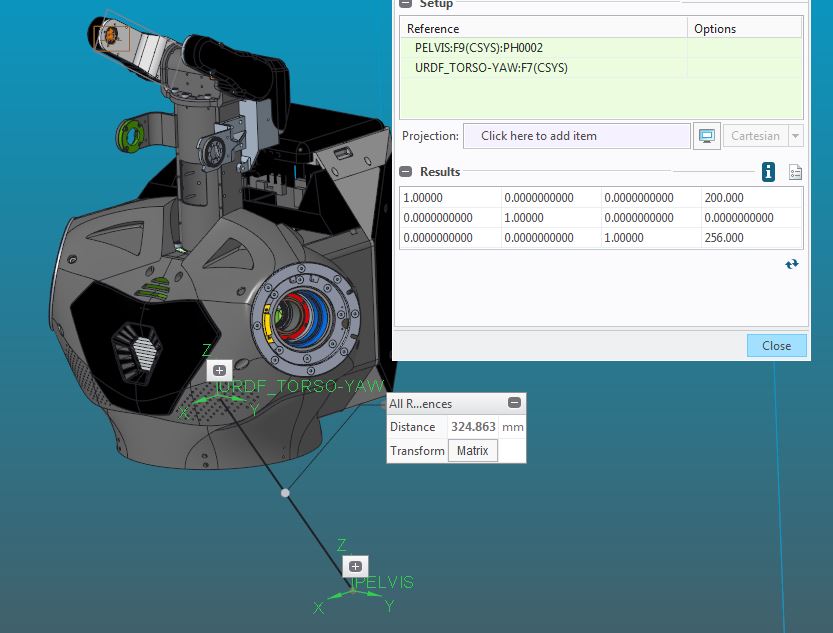 Setup
Reference Options
PELVIS:F9(CSYS):PH0002
URDF_TORSO-YAW:F7(CSYS)
Projection: Click here to add item Cartesian
Results
1.00000 0.0000000000 0.0000000000 200.000
0.0000000000 1.00000 0.0000000000 0.0000000000
0.0000000000 0.0000000000 1.00000 256.000
Close
Z
URDF_TORSO-YAW
X Y
All R...ences
Distance 324.863 mm
Transform Matrix
Z
PELVIS
X Y